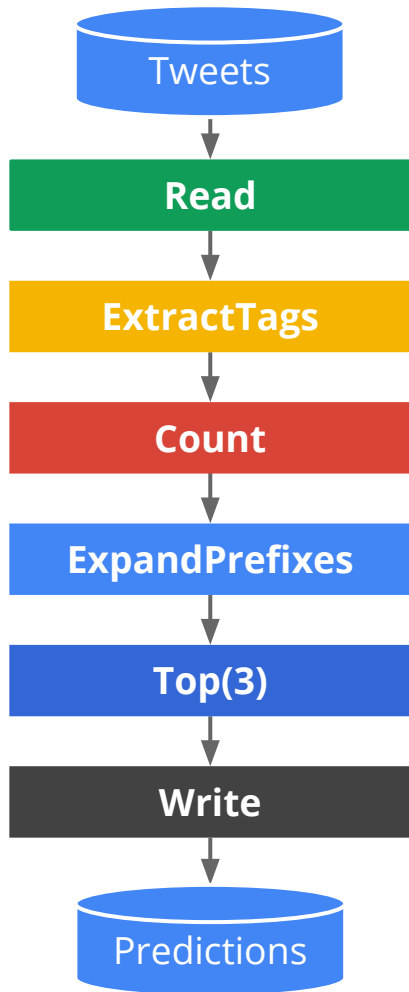 Tweets
Read
ExtractTags
Count
ExpandPrefixes
Top(3)
Write
Predictions